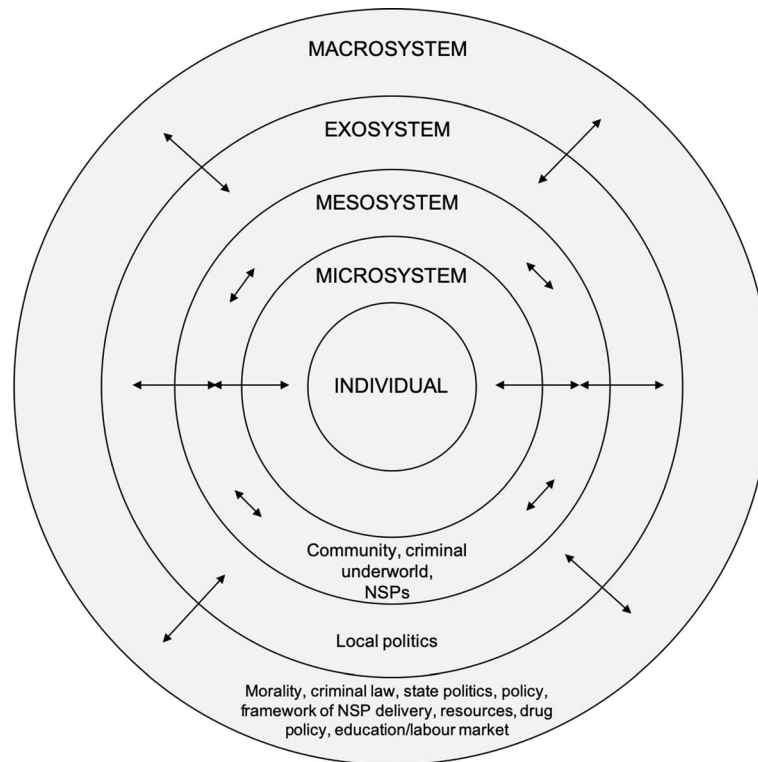 MACROSYSTEM
EXOSYSTEM
MESOSYSTEM
MICROSYSTEM
INDIVIDUAL
Community, criminal
underworld,
NSPs
Local politics
Morality, criminal law, state politics, policy,
framework of NSP delivery, resources, drug
policy, education/labour market